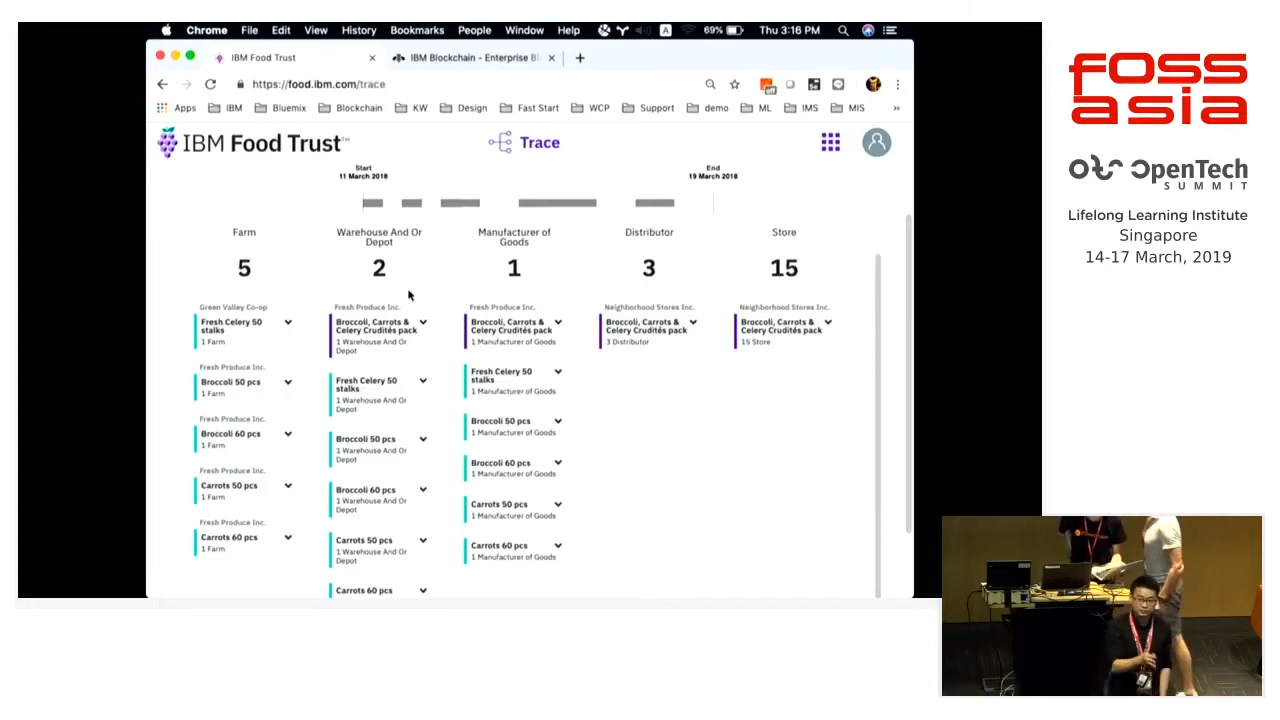 Chrome File Edit View History Bookmarks People Window Help A 69% Thu 3:16 PM
IBM Food Trust
IBM Blockchain - Enterprise Bl
https://food.ibm.com/trace
Apps IBM Bluemix Blockchain KW Design Fast Start WCP Support demo ML IMS MIS »
IBM Food Trust™
Trace
Start
11 March 2018
End
19 March 2018
Farm
5
Green Valley Co-op
Fresh Celery 50
stalks
1 Farm
Fresh Produce Inc.
Broccoli 50 pcs
1 Farm
Fresh Produce Inc.
Broccoli 60 pcs
1 Farm
Fresh Produce Inc.
Carrots 50 pcs
1 Farm
Fresh Produce Inc.
Carrots 60 pcs
1 Farm
Warehouse And Or
Depot
2
Fresh Produce Inc.
Broccoli, Carrots &
Celery Crudités pack
1 Warehouse And Or
Depot
Fresh Celery 50
stalks
1 Warehouse And Or
Depot
Broccoli 50 pcs
1 Warehouse And Or
Depot
Broccoli 60 pcs
1 Warehouse And Or
Depot
Carrots 50 pcs
1 Warehouse And Or
Depot
Carrots 60 pcs
Manufacturer of
Goods
1
Fresh Produce Inc.
Broccoli, Carrots &
Celery Crudités pack
1 Manufacturer of Goods
Fresh Celery 50
stalks
1 Manufacturer of Goods
Broccoli 50 pcs
1 Manufacturer of Goods
Broccoli 60 pcs
1 Manufacturer of Goods
Carrots 50 pcs
1 Manufacturer of Goods
Carrots 60 pcs
1 Manufacturer of Goods
Distributor
3
Neighborhood Stores Inc.
Broccoli, Carrots &
Celery Crudités pack
3 Distributor
Store
15
Neighborhood Stores Inc.
Broccoli, Carrots &
Celery Crudités pack
15 Store
FOSS
asia
OpenTech
SUMMIT
Lifelong Learning Institute
Singapore
14-17 March, 2019